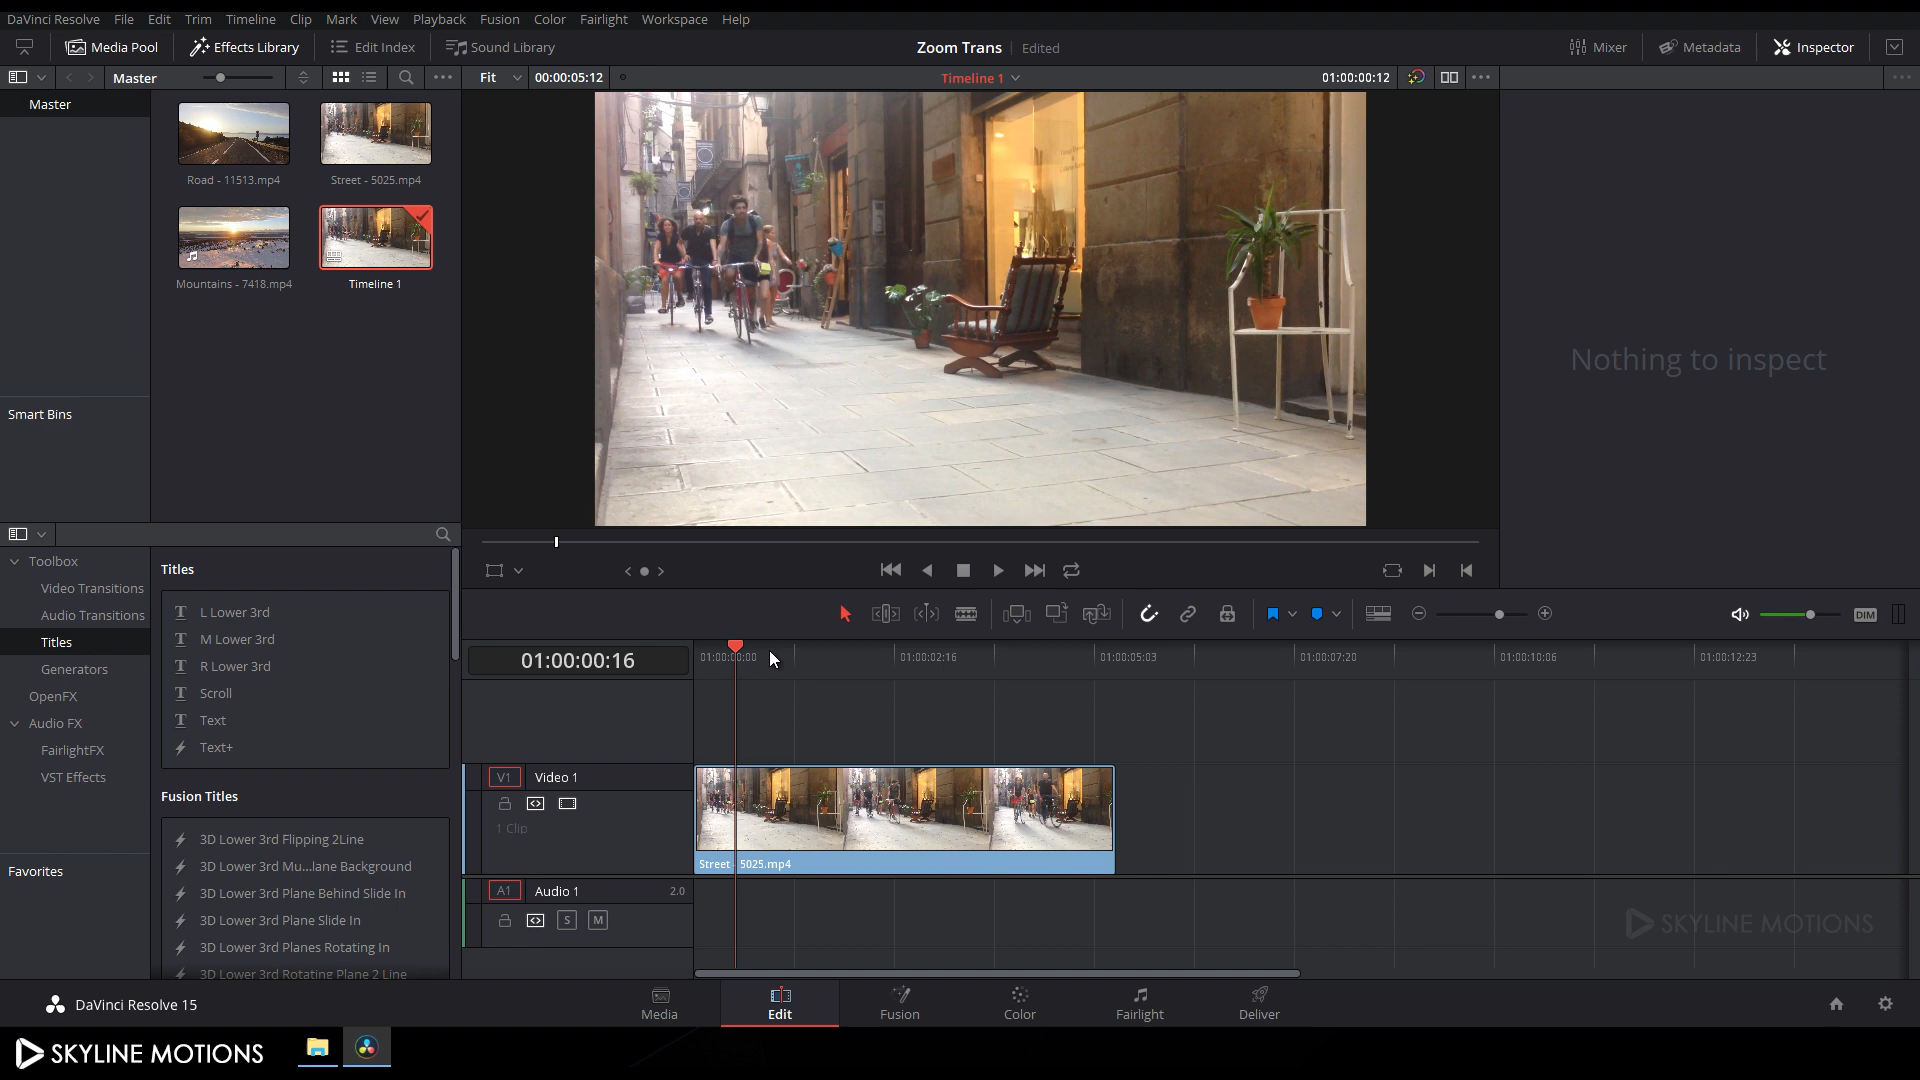 DaVinci Resolve File Edit Trim Timeline Clip Mark View Playback Fusion Color Fairlight Workspace Help
Media Pool Effects Library Edit Index Sound Library Zoom Trans Edited Mixer Metadata Inspector
Master Fit 00:00:05:12 Timeline 1 01:00:00:12
Master
Road - 11513.mp4 Street - 5025.mp4
Mountains - 7418.mp4 Timeline 1
Nothing to inspect
Smart Bins
Toolbox
Video Transitions
Audio Transitions
Titles
Generators
OpenFX
Audio FX
FairlightFX
VST Effects
Favorites
Titles
L Lower 3rd
M Lower 3rd
R Lower 3rd
Scroll
Text
Text+
Fusion Titles
3D Lower 3rd Flipping 2Line
3D Lower 3rd Mu...lane Background
3D Lower 3rd Plane Behind Slide In
3D Lower 3rd Plane Slide In
3D Lower 3rd Planes Rotating In
3D Lower 3rd Rotating Plane 2 Line
DIM
01:00:00:16 01:00:00:00 01:00:02:16 01:00:05:03 01:00:07:20 01:00:10:06 01:00:12:23
V1 Video 1
1 Clip
Street - 5025.mp4
A1 Audio 1 2.0
S M
SKYLINE MOTIONS
DaVinci Resolve 15 Media Edit Fusion Color Fairlight Deliver
SKYLINE MOTIONS